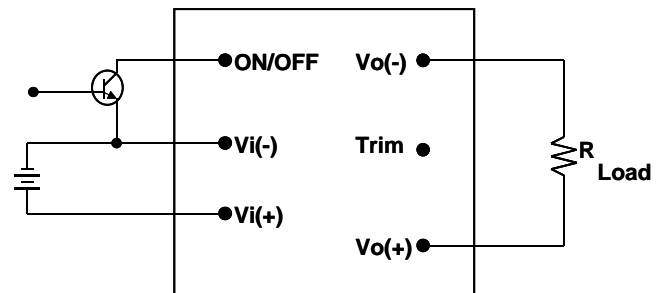 ON/OFF
Vo(-)
Vi(-)
Trim
R
Load
Vi(+)
Vo(+)